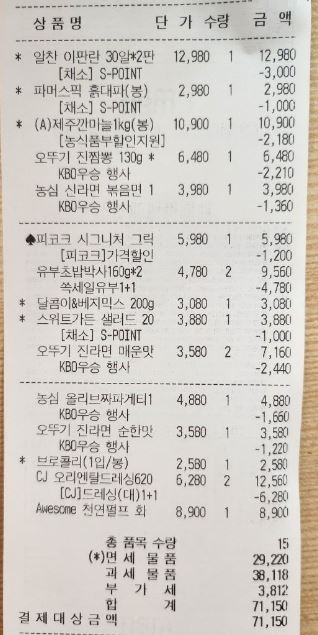 상 품 명 단 가 수량 금 액
* 일찬 이판란 30알*2판 12,980 1 12,980
[채소] S-POINT -3,000
* 파머스픽 흙대파(봉) 2,980 1 2,980
[채소] S-POINT -1,000
* (A)제주깐마늘1kg(봉) 10,900 1 10,900
[농식품부할인지원] -2,180
오뚜기 진짬뽕 130g * 6,480 1 6,480
KBO우승 행사 -2,210
농심 신라면 볶음면 1 3,980 1 3,980
KBO우승 행사 -1,360
♠피코크 시그니처 그릭 5,980 1 5,980
[피코크]가격할인 -1,200
유부초밥박사160g*2 4,780 2 9,560
쓱세일유부1+1 -4,780
* 달콤이&베지믹스 200g 3,080 1 3,080
* 스위트가든 샐러드 20 3,880 1 3,880
[채소] S-POINT -1,000
오뚜기 진라면 매운맛 3,580 2 7,160
KBO우승 행사 -2,440
농심 올리브짜파게티1 4,880 1 4,880
KBO우승 행사 -1,660
오뚜기 진라면 순한맛 3,580 1 3,580
KBO우승 행사 -1,220
* 브로콜리(1입/봉) 2,580 1 2,580
CJ 오리엔탈드레싱620 6,280 2 12,560
[CJ]드레싱(대)1+1 -6,280
Awesome 천연펄프 화 8,900 1 8,900
총 품목 수량 15
(*)면 세 물 품 29,220
과 세 물 품 38,118
부 가 세 3,812
합 계 71,150
결 제 대 상 금 액 71,150